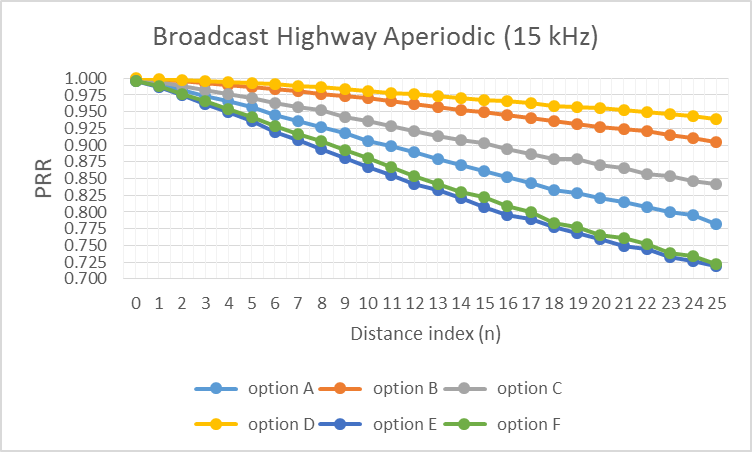 Broadcast Highway Aperiodic (15 kHz)
1.000
0.975
0.950
0.925
0.900
0.875
0.850
0.825
0.800
0.775
0.750
0.725
0.700
PRR
0 1 2 3 4 5 6 7 8 9 10 11 12 13 14 15 16 17 18 19 20 21 22 23 24 25
Distance index (n)
option A option B option C
option D option E option F